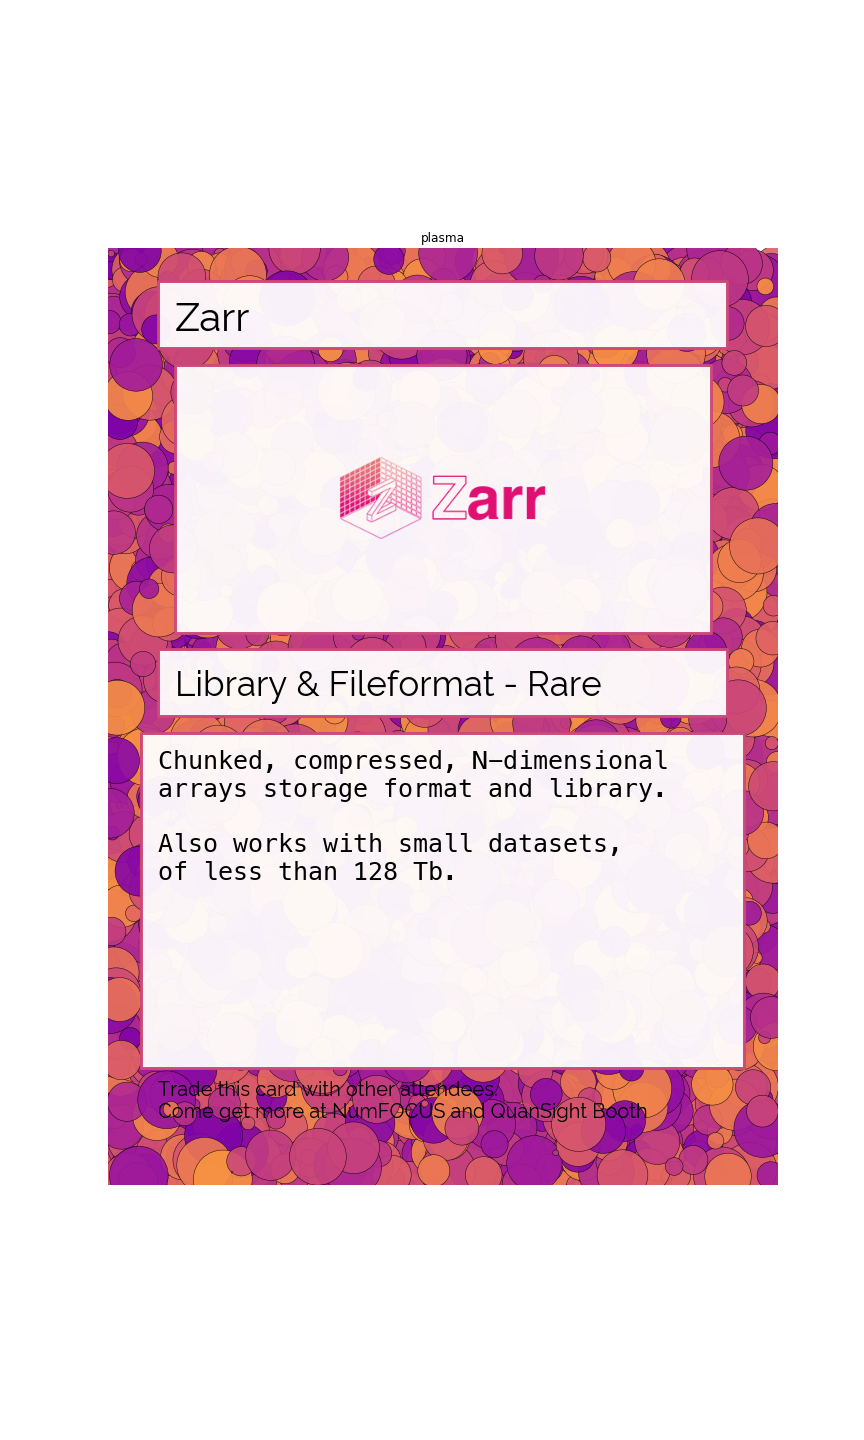 plasma
Zarr
Zarr
Library & Fileformat - Rare
Chunked, compressed, N-dimensional
arrays storage format and library.
Also works with small datasets,
of less than 128 Tb.
Trade this card with other attendees.
Come get more at NumFOCUS and QuanSight Booth